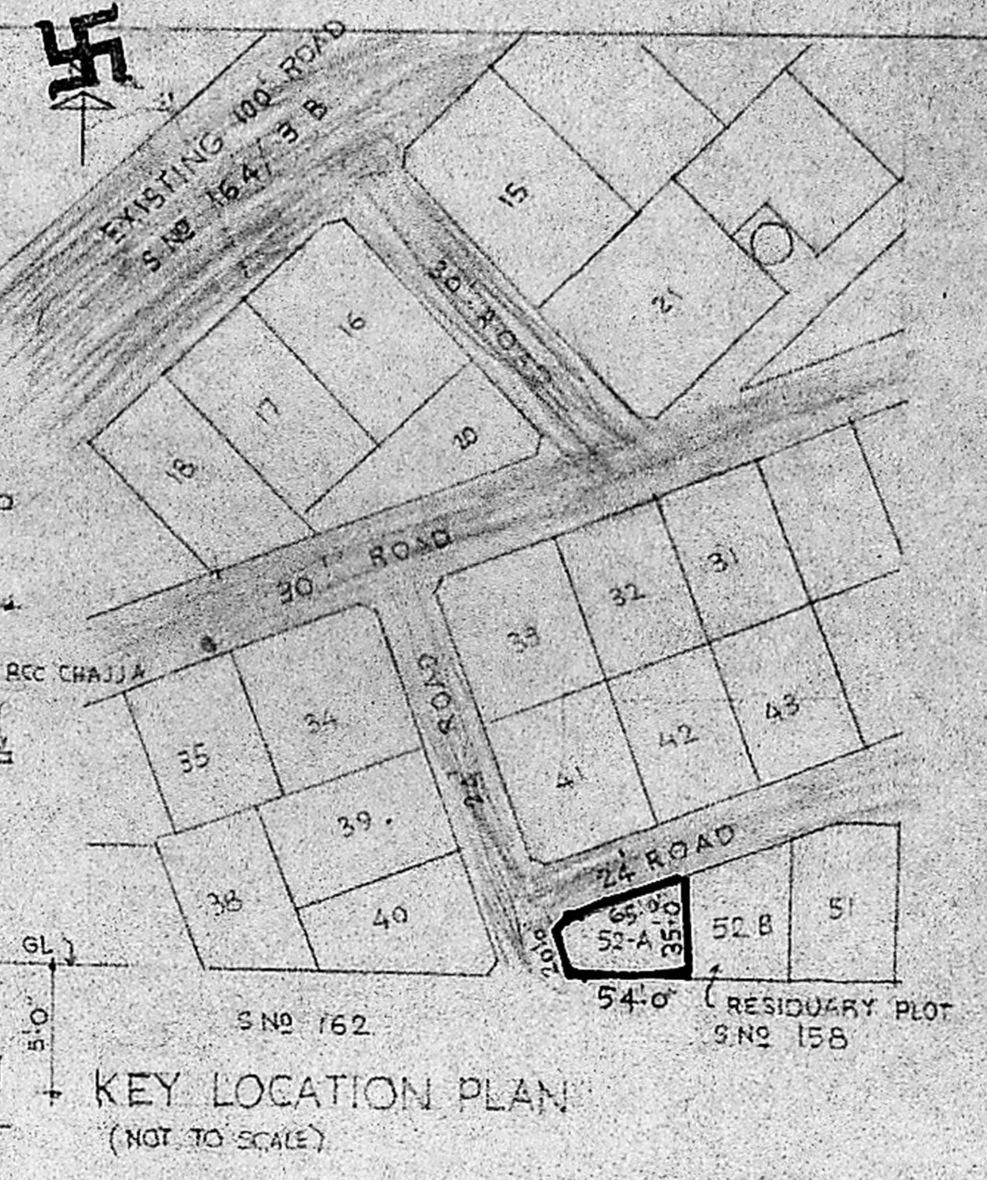 EXISTING 100' ROAD
S Nº 164/ 3 B
15
30' ROAD
21
16
17
20
18
30' ROAD
31
32
33
RCC CHAJJA
34
35
24' ROAD
43
42
41
39.
24' ROAD
38
40
65'-0"
52-A
35'-0
20'-0
52 B
51
GL
54'-0"
RESIDUARY PLOT
S.Nº 158
S Nº 162
5'-0"
KEY LOCATION PLAN
(NOT TO SCALE)